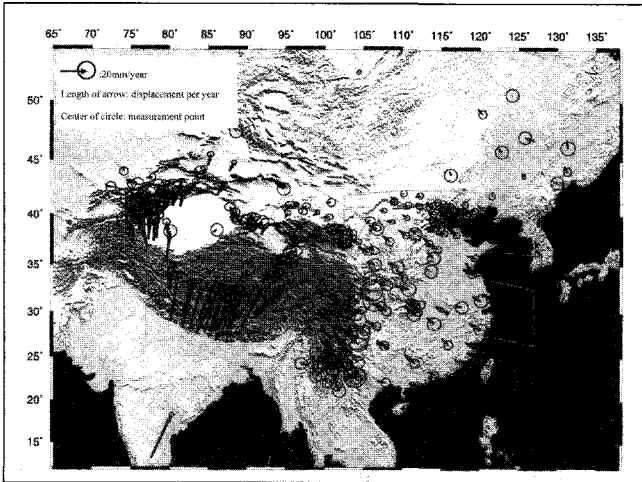 65° 70° 75° 80° 85° 90° 95° 100° 105° 110° 115° 120° 125° 130° 135°
:20mm/year
50°
Length of arrow: displacement per year
Center of circle: measurement point
45°
40°
35°
30°
25°
20°
15°